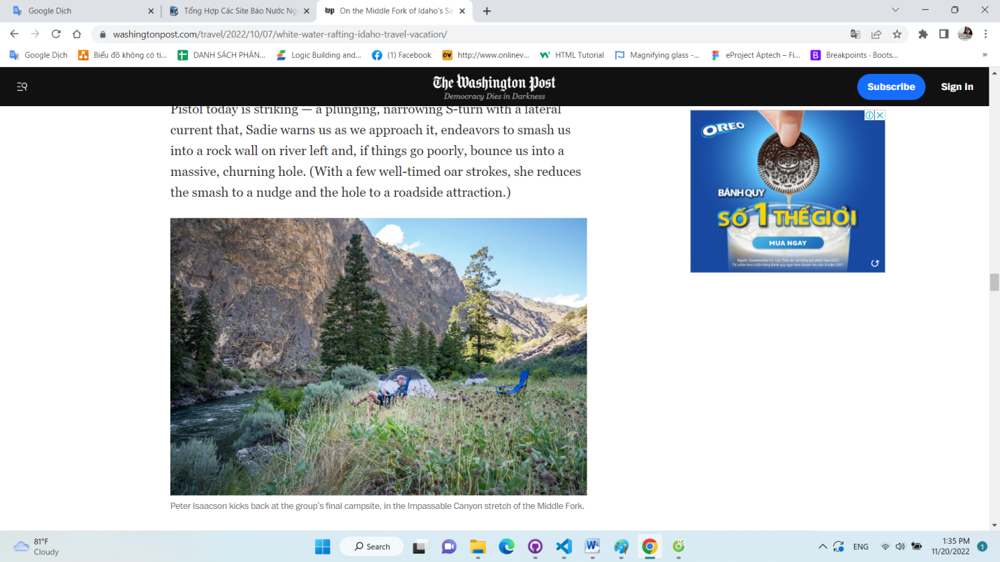 Google Dịch
Tổng Hợp Các Site Báo Nước Ng
On the Middle Fork of Idaho's Sa
washingtonpost.com/travel/2022/10/07/white-water-rafting-idaho-travel-vacation/
Google Dịch
Biểu đồ không có ti...
DANH SÁCH PHÂN...
Logic Building and...
(1) Facebook
http://www.onlinev...
HTML Tutorial
Magnifying glass -...
eProject Aptech – Fi...
Breakpoints · Boots...
The Washington Post
Democracy Dies in Darkness
Subscribe
Sign in
Pistol today is striking — a plunging, narrowing S-turn with a lateral
current that, Sadie warns us as we approach it, endeavors to smash us
into a rock wall on river left and, if things go poorly, bounce us into a
massive, churning hole. (With a few well-timed oar strokes, she reduces
the smash to a nudge and the hole to a roadside attraction.)
OREO
OREO
BÁNH QUY
SỐ 1 THẾ GIỚI
MUA NGAY
Peter Isaacson kicks back at the group's final campsite, in the Impassable Canyon stretch of the Middle Fork.
81°F
Cloudy
Search
ENG
1:35 PM
11/20/2022
1